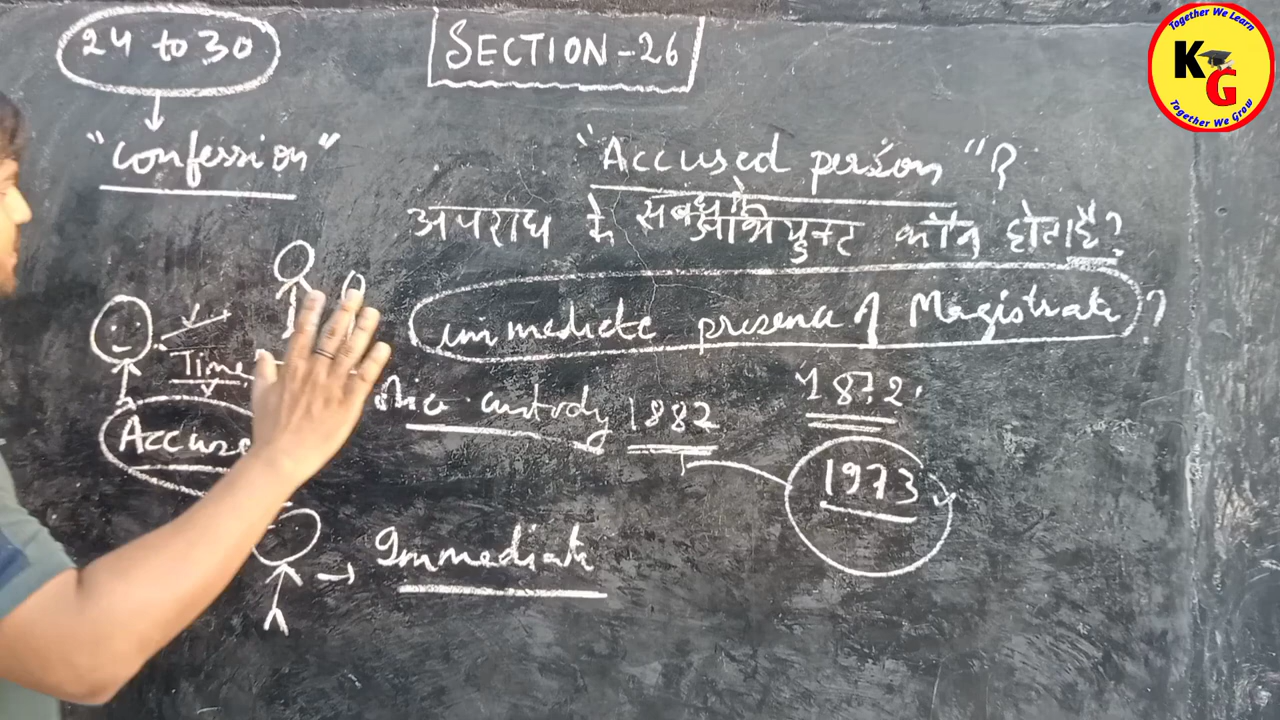 24 to 30
SECTION-26
"Confession"
"Accused person"?
अपराध के सबंध में अभियुक्त कौन होता है?
immediate presence of Magistrate?
Time
custody 1882
1872
Accuse
1973
Immediate
Together We Learn
KG
Together We Grow